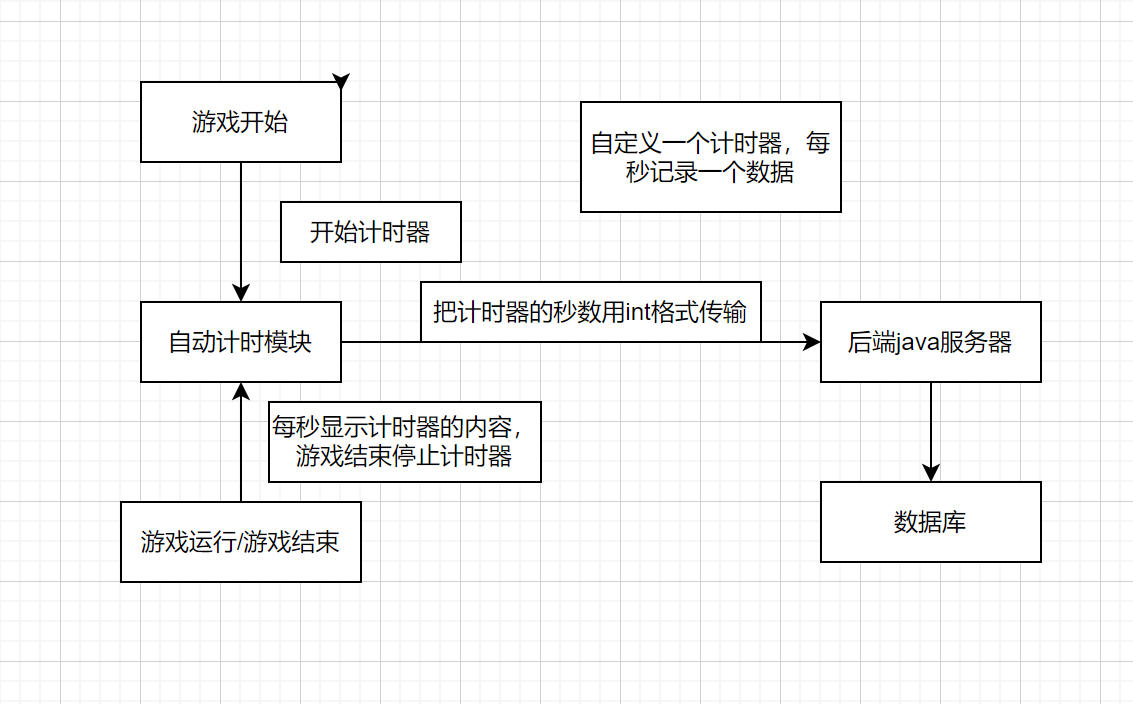 游戏开始
自定义一个计时器，每
秒记录一个数据
开始计时器
把计时器的秒数用int格式传输
自动计时模块
后端java服务器
每秒显示计时器的内容，
游戏结束停止计时器
游戏运行/游戏结束
数据库